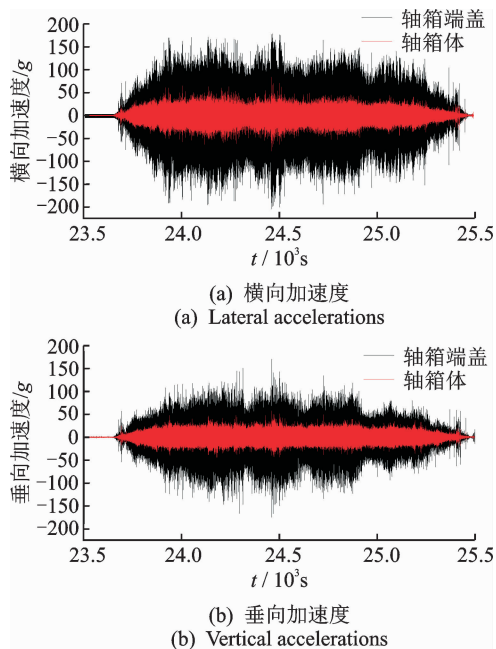 200
150
100
50
0
−50
−100
−150
−200
横向加速度/g
轴箱端盖
轴箱体
23.5 24.0 24.5 25.0 25.5
t / 10³s
(a) 横向加速度
(a) Lateral accelerations
200
150
100
50
0
−50
−100
−150
−200
垂向加速度/g
轴箱端盖
轴箱体
23.5 24.0 24.5 25.0 25.5
t / 10³s
(b) 垂向加速度
(b) Vertical accelerations